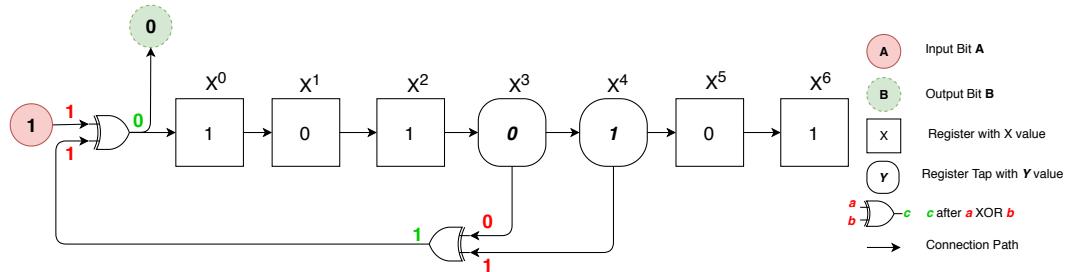 0
X⁰ X¹ X² X³ X⁴ X⁵ X⁶
1 1 0 1 0 1 0 1 0 1
1
0
1 1
A Input Bit A
B Output Bit B
X Register with X value
Y Register Tap with Y value
a b c c after a XOR b
Connection Path